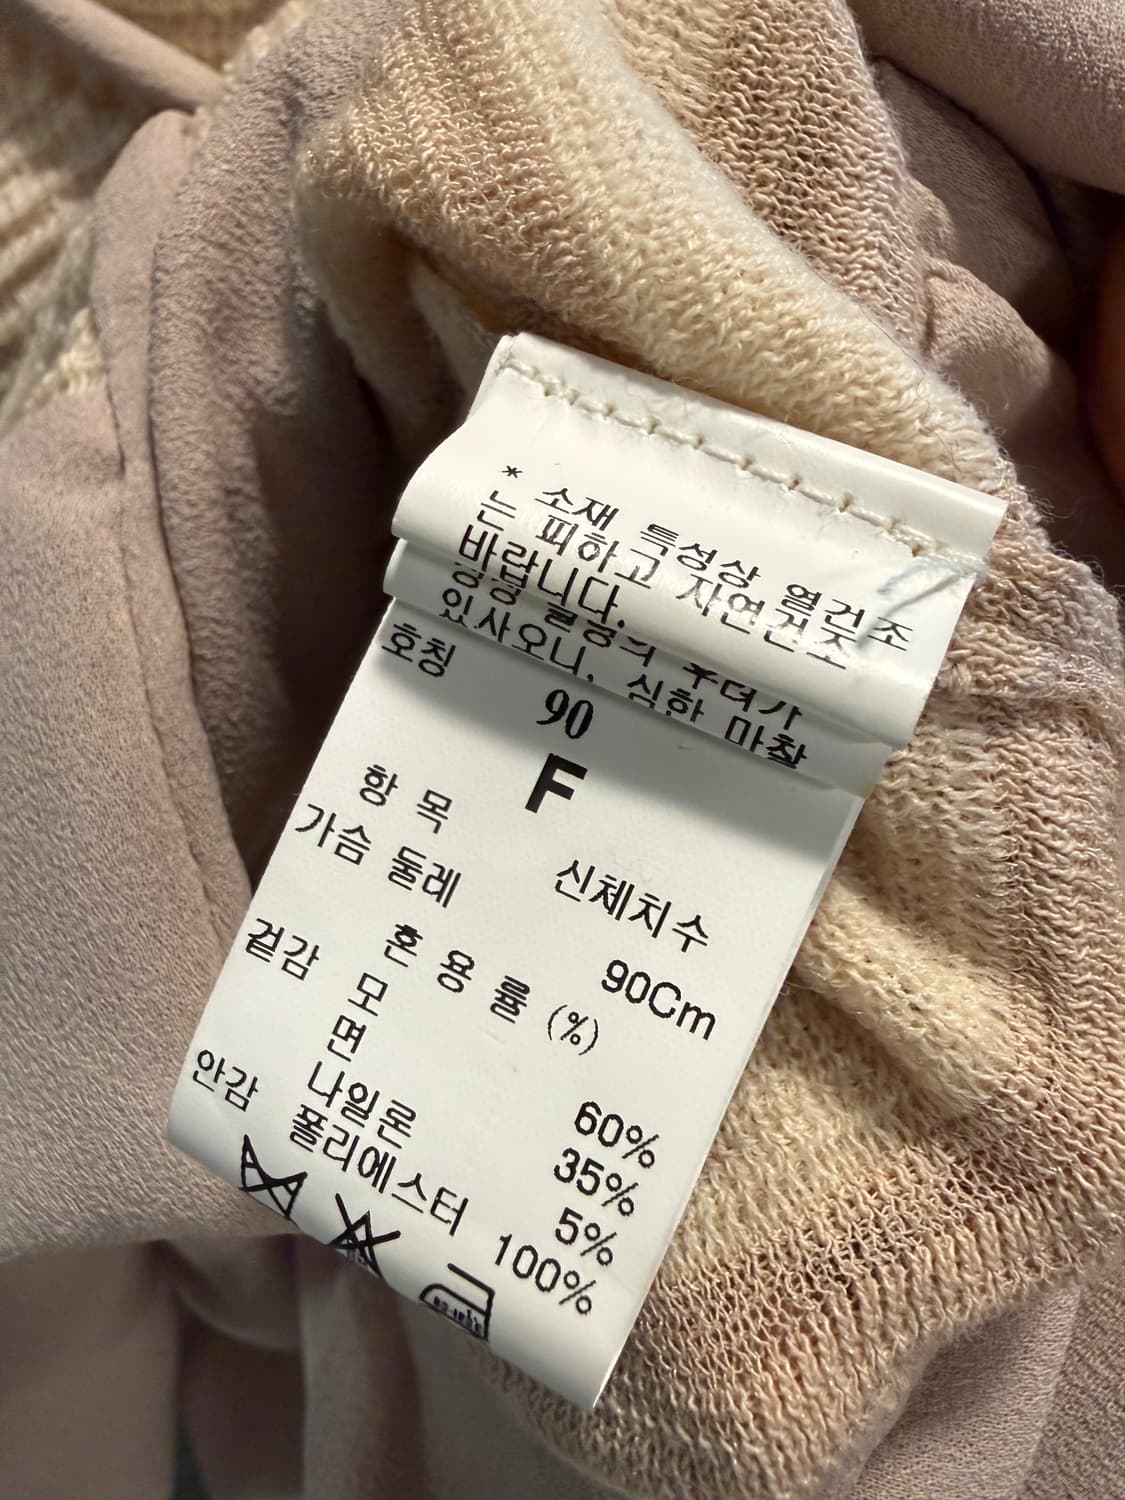 * 소재 특성상 열건조
는 피하고 자연건조
바랍니다.
있사오니, 심한 마찰
호칭 90
F
항 목 신체치수
가슴 둘레 90Cm
혼 용 률 (%)
겉감 모 60%
면 35%
나일론 5%
안감 폴리에스터 100%